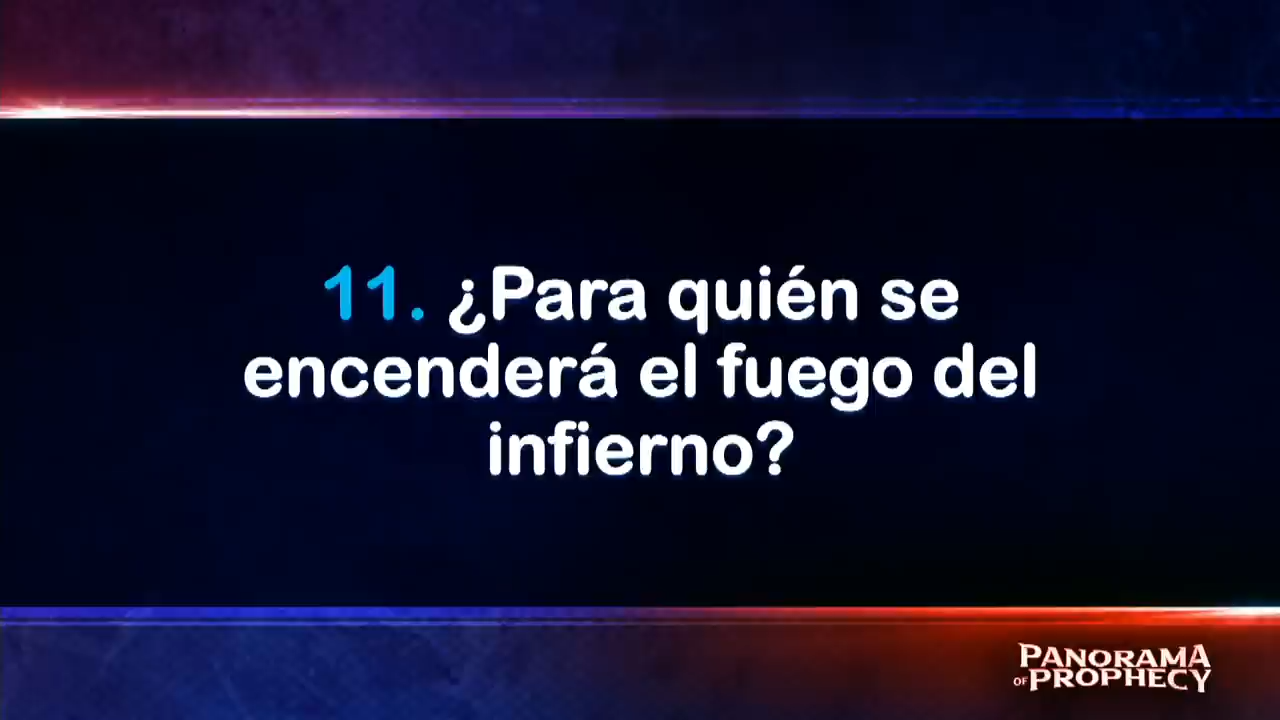 11. ¿Para quién se
encenderá el fuego del
infierno?
PANORAMA
OF PROPHECY